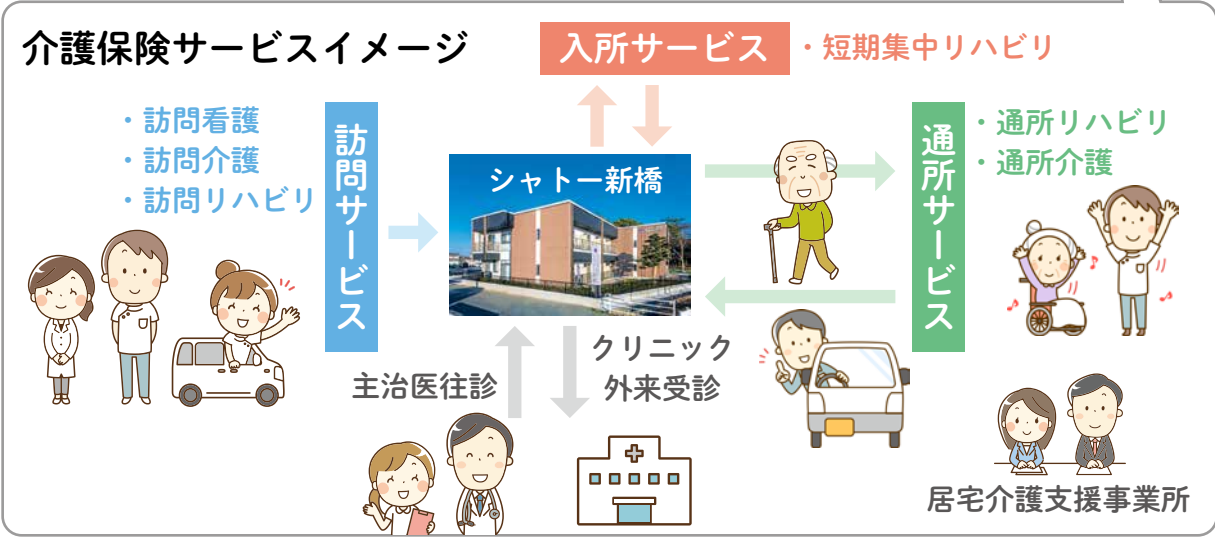 介護保険サービスイメージ
入所サービス
・短期集中リハビリ
・訪問看護
・訪問介護
・訪問リハビリ
訪問サービス
シャトー新橋
通所サービス
・通所リハビリ
・通所介護
主治医往診
クリニック
外来受診
居宅介護支援事業所